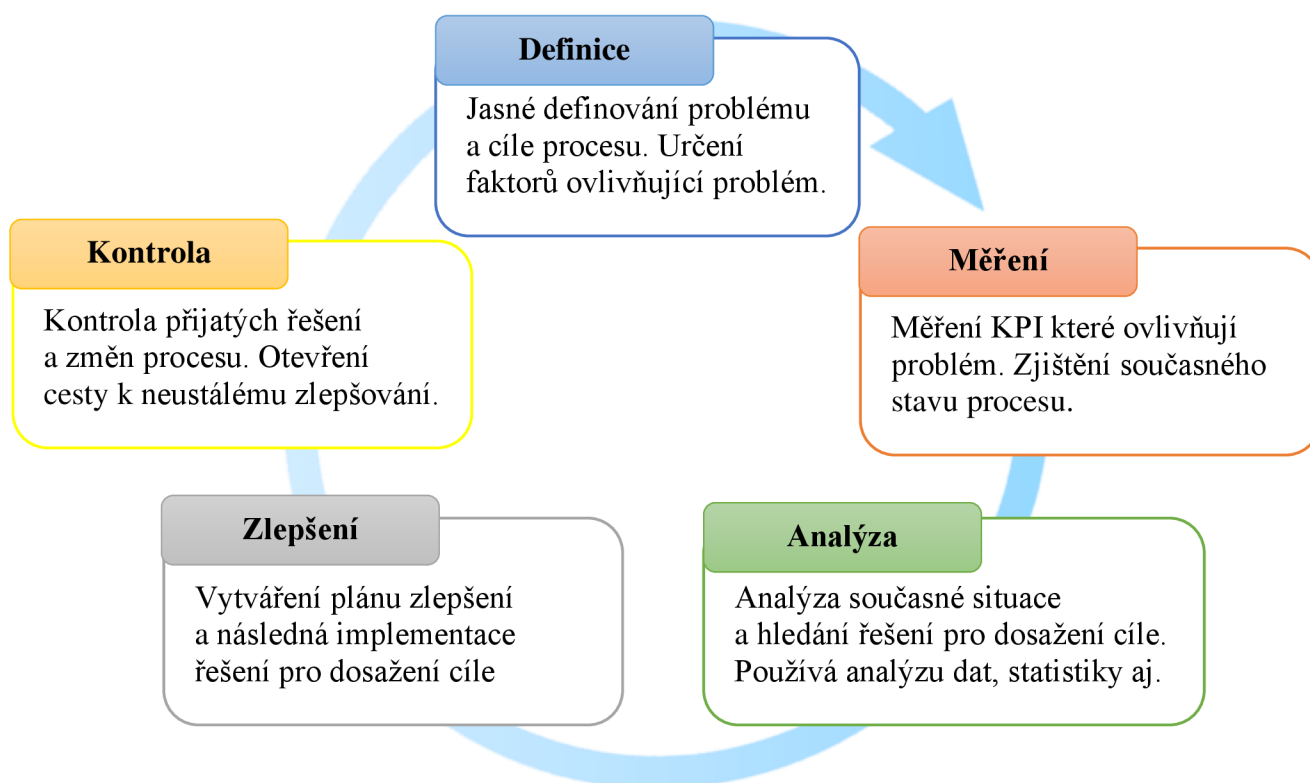 Definice
Jasné definování problému
a cíle procesu. Určení
faktorů ovlivňující problém.
Měření
Měření KPI které ovlivňují
problém. Zjištění současného
stavu procesu.
Analýza
Analýza současné situace
a hledání řešení pro dosažení cíle.
Používá analýzu dat, statistiky aj.
Zlepšení
Vytváření plánu zlepšení
a následná implementace
řešení pro dosažení cíle
Kontrola
Kontrola přijatých řešení
a změn procesu. Otevření
cesty k neustálému zlepšování.